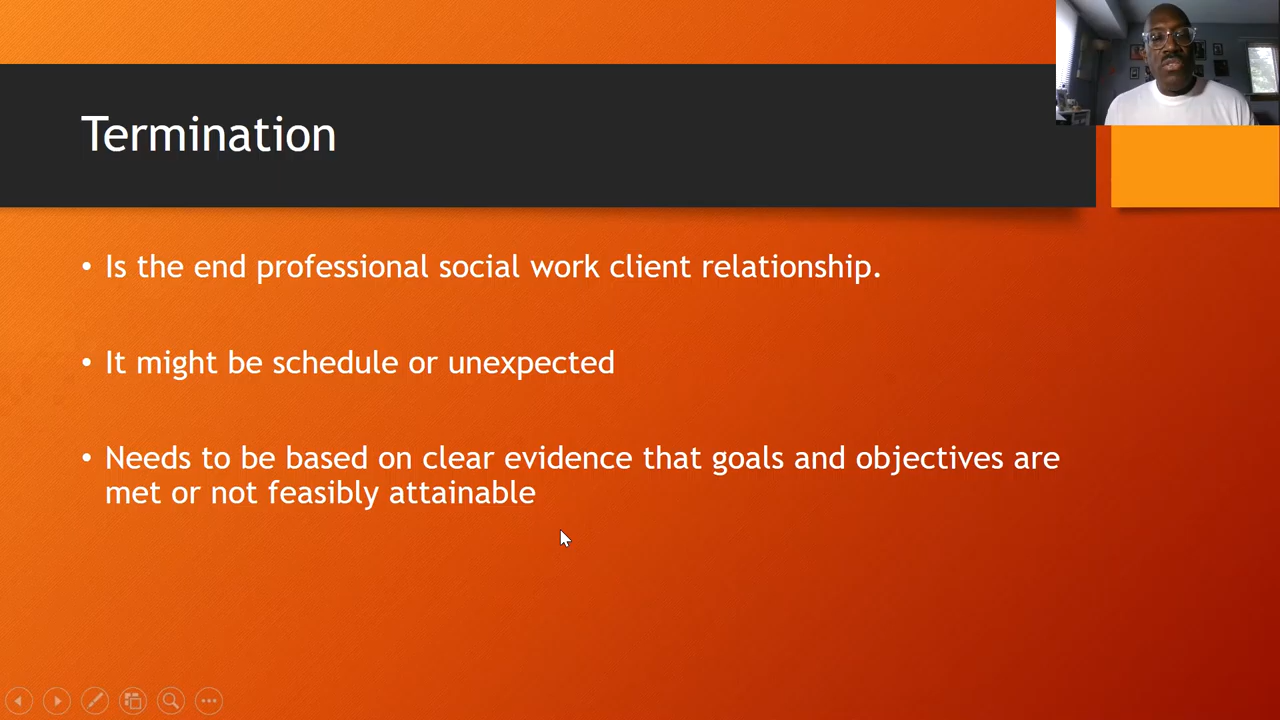 Termination
• Is the end professional social work client relationship.
• It might be schedule or unexpected
• Needs to be based on clear evidence that goals and objectives are
met or not feasibly attainable